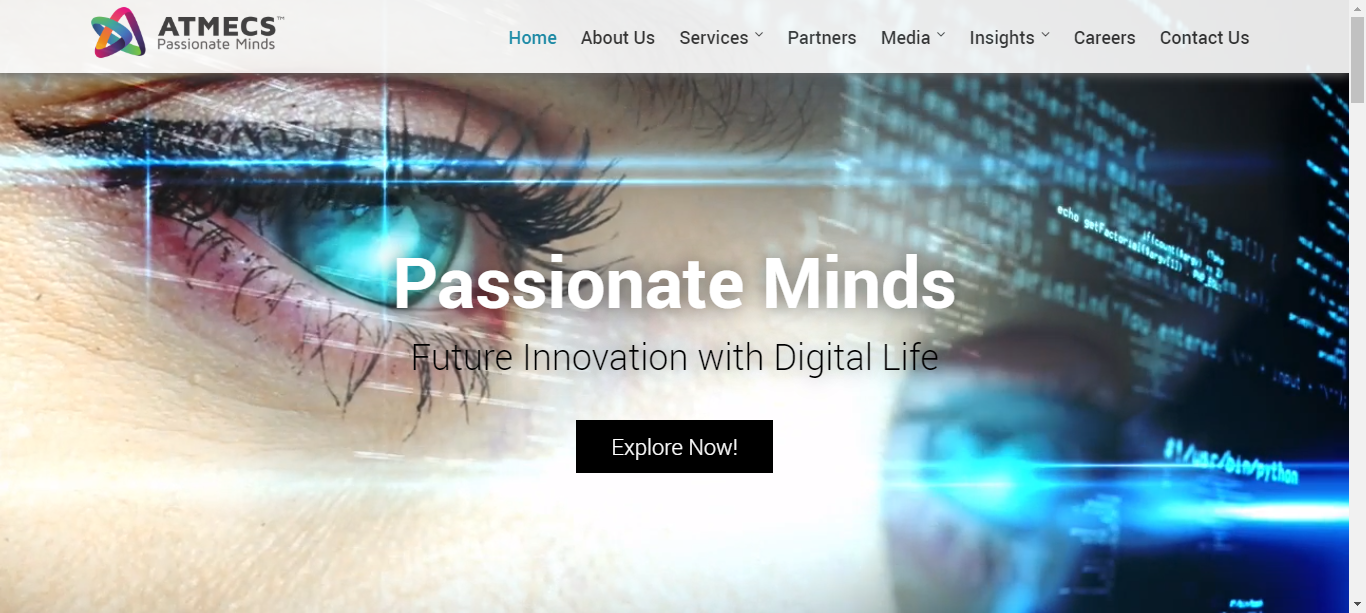 ATMECS™
Passionate Minds
Home About Us Services Partners Media Insights Careers Contact Us
Passionate Minds
Future Innovation with Digital Life
Explore Now!
echo getFactorial(
#!/usr/bin/python